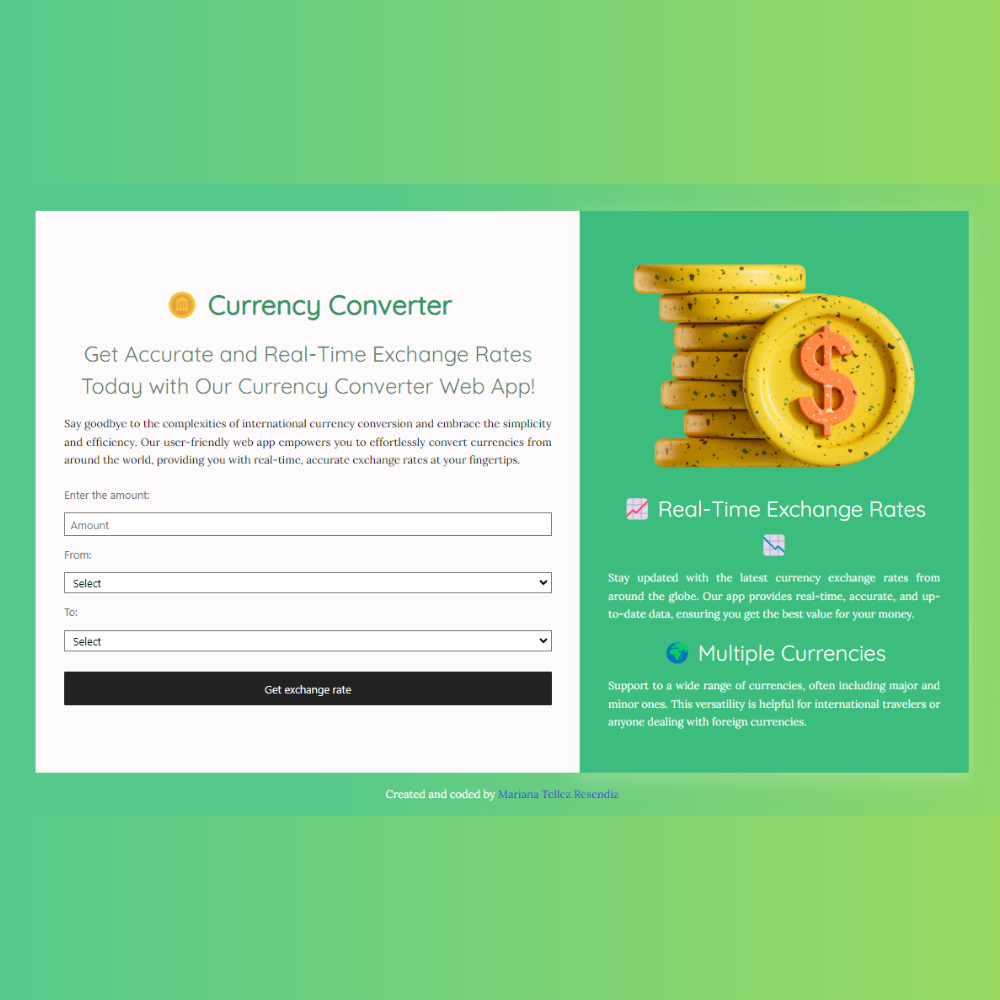 Currency Converter
Get Accurate and Real-Time Exchange Rates
Today with Our Currency Converter Web App!
Say goodbye to the complexities of international currency conversion and embrace the simplicity
and efficiency. Our user-friendly web app empowers you to effortlessly convert currencies from
around the world, providing you with real-time, accurate exchange rates at your fingertips.
Enter the amount:
Amount
From:
Select
To:
Select
Get exchange rate
$
Real-Time Exchange Rates
Stay updated with the latest currency exchange rates from
around the globe. Our app provides real-time, accurate, and up-
to-date data, ensuring you get the best value for your money.
Multiple Currencies
Support to a wide range of currencies, often including major and
minor ones. This versatility is helpful for international travelers or
anyone dealing with foreign currencies.
Created and coded by Mariana Tellez Resendiz